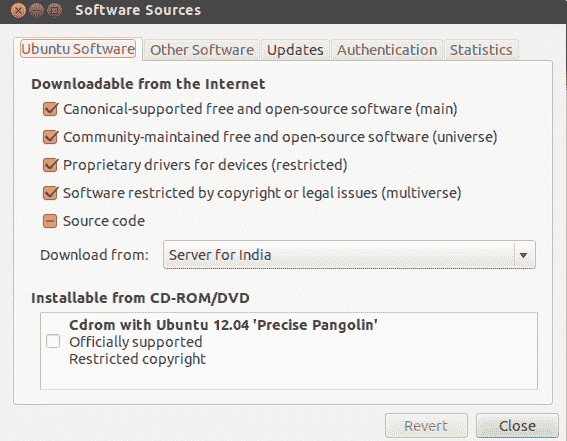 Software Sources
Ubuntu Software Other Software Updates Authentication Statistics
Downloadable from the Internet
Canonical-supported free and open-source software (main)
Community-maintained free and open-source software (universe)
Proprietary drivers for devices (restricted)
Software restricted by copyright or legal issues (multiverse)
Source code
Download from: Server for India
Installable from CD-ROM/DVD
Cdrom with Ubuntu 12.04 'Precise Pangolin'
Officially supported
Restricted copyright
Revert Close